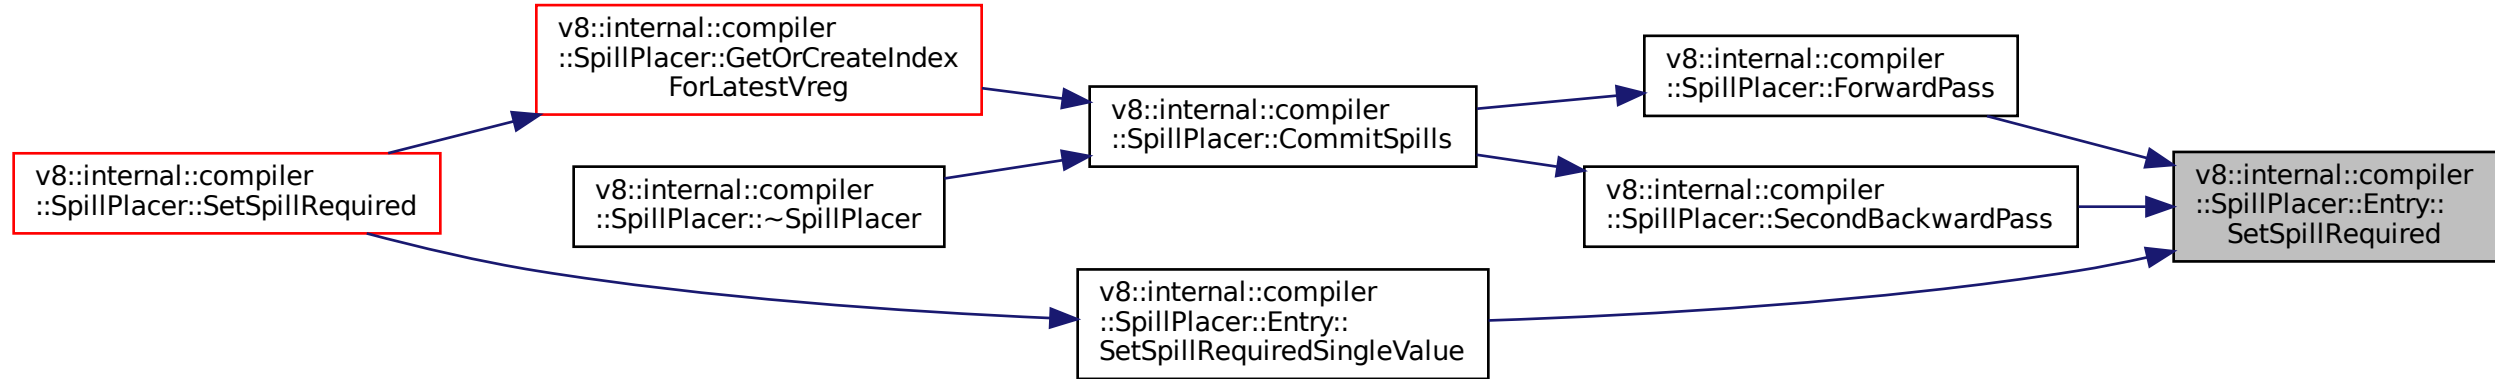 v8::internal::compiler
::SpillPlacer::GetOrCreateIndex
ForLatestVreg
v8::internal::compiler
::SpillPlacer::SetSpillRequired
v8::internal::compiler
::SpillPlacer::~SpillPlacer
v8::internal::compiler
::SpillPlacer::CommitSpills
v8::internal::compiler
::SpillPlacer::Entry::
SetSpillRequiredSingleValue
v8::internal::compiler
::SpillPlacer::ForwardPass
v8::internal::compiler
::SpillPlacer::SecondBackwardPass
v8::internal::compiler
::SpillPlacer::Entry::
SetSpillRequired